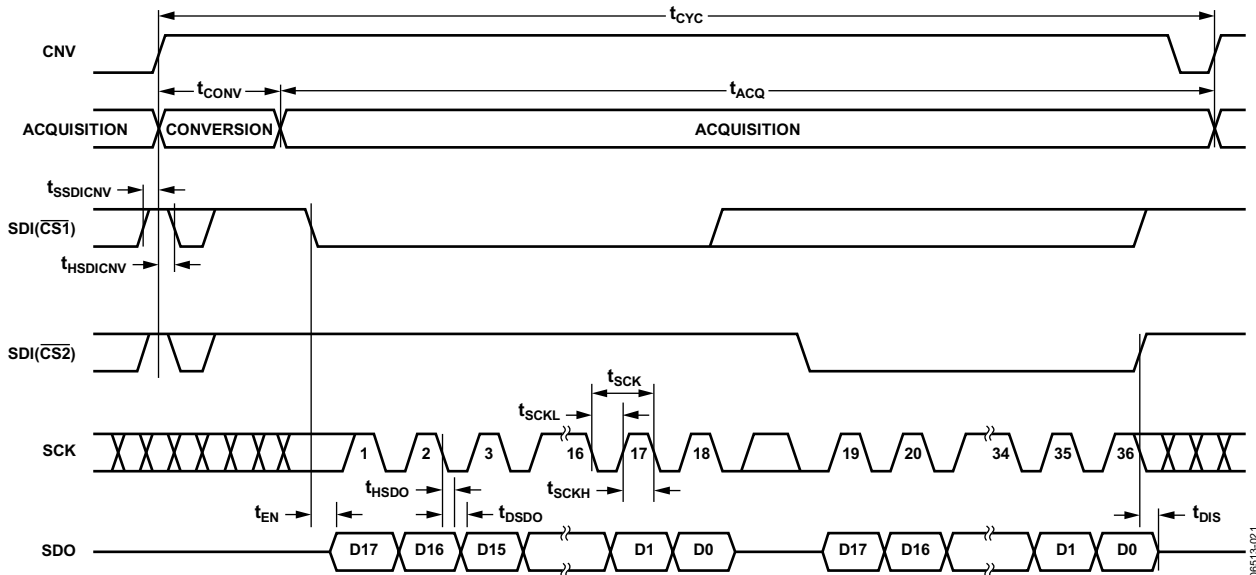 tCYC
CNV
tCONV
tACQ
ACQUISITION
CONVERSION
ACQUISITION
tSSDICNV
SDI(CS1)
tHSDICNV
SDI(CS2)
tSCK
tSCKL
SCK
1 2 3 16 17 18 19 20 34 35 36
tHSDO
tSCKH
tEN
tDSDO
tDIS
SDO
D17 D16 D15 D1 D0 D17 D16 D1 D0
06513-021